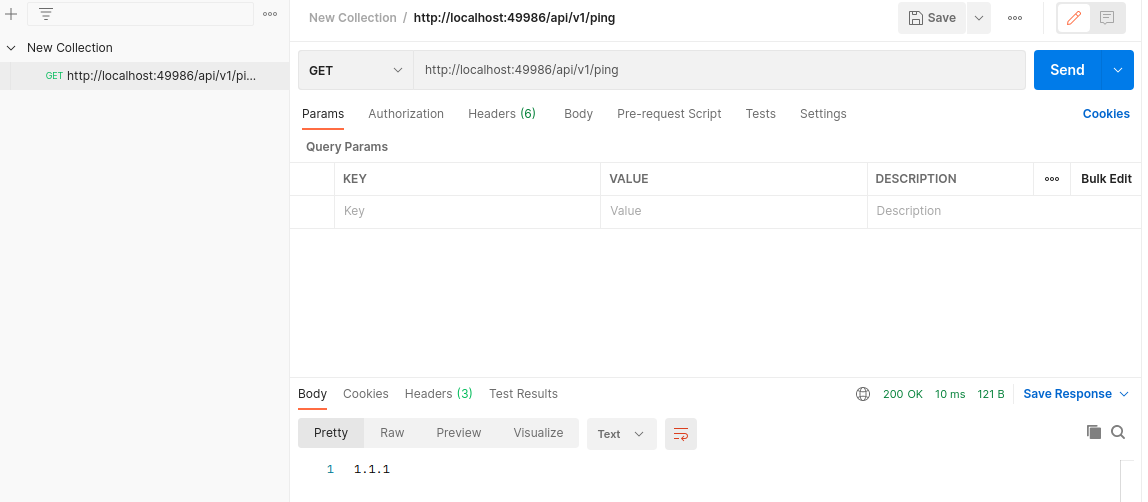 New Collection / http://localhost:49986/api/v1/ping
Save
New Collection
GET http://localhost:49986/api/v1/pi...
GET http://localhost:49986/api/v1/ping Send
Params Authorization Headers (6) Body Pre-request Script Tests Settings Cookies
Query Params
KEY VALUE DESCRIPTION Bulk Edit
Key Value Description
Body Cookies Headers (3) Test Results 200 OK 10 ms 121 B Save Response
Pretty Raw Preview Visualize Text
1 1.1.1